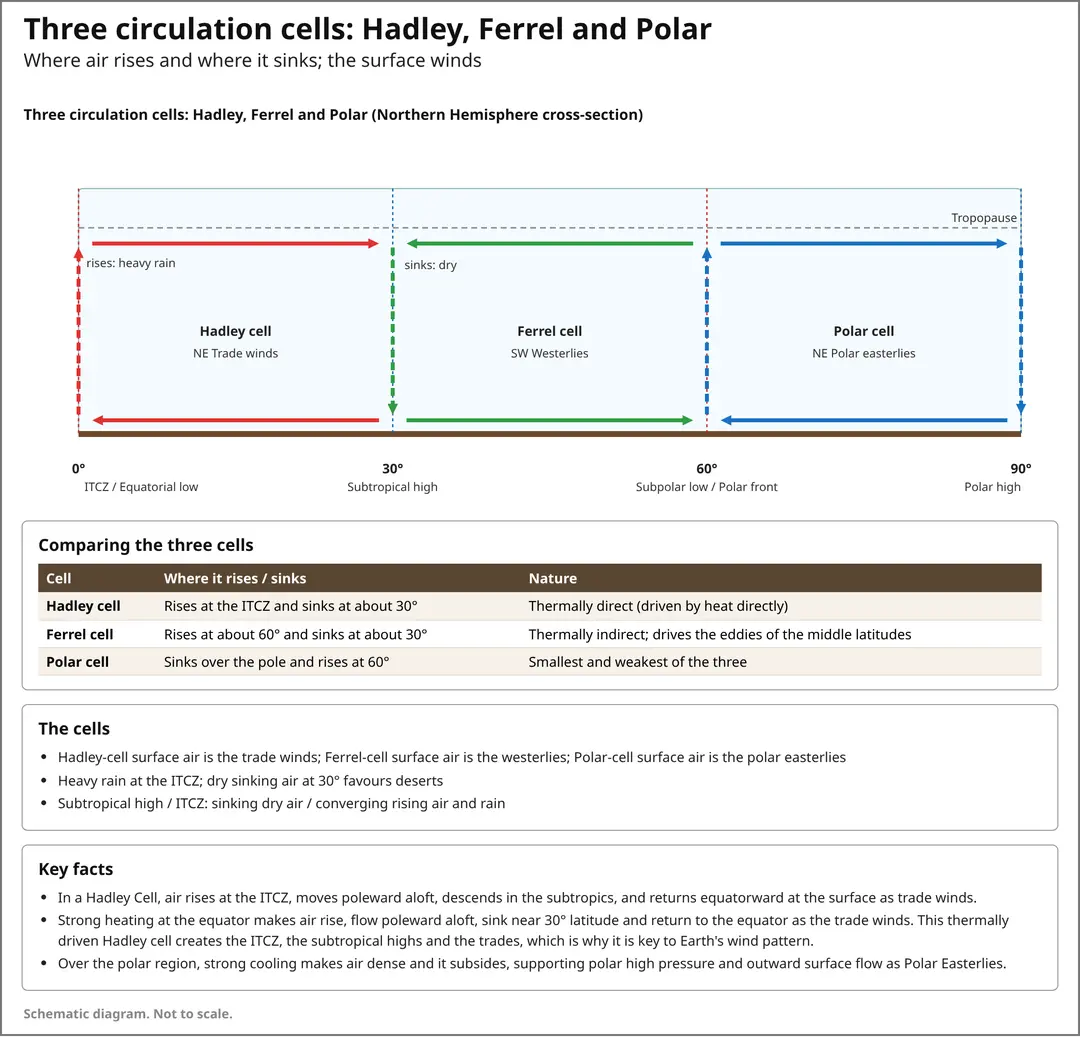 Three circulation cells: Hadley, Ferrel and Polar
Where air rises and where it sinks; the surface winds
Three circulation cells: Hadley, Ferrel and Polar (Northern Hemisphere cross-section)
Tropopause
rises: heavy rain
sinks: dry
Hadley cell
Ferrel cell
Polar cell
NE Trade winds
SW Westerlies
NE Polar easterlies
0°
30°
60°
90°
ITCZ / Equatorial low
Subtropical high
Subpolar low / Polar front
Polar high
Comparing the three cells
Cell Where it rises / sinks Nature
Hadley cell Rises at the ITCZ and sinks at about 30° Thermally direct (driven by heat directly)
Ferrel cell Rises at about 60° and sinks at about 30° Thermally indirect; drives the eddies of the middle latitudes
Polar cell Sinks over the pole and rises at 60° Smallest and weakest of the three
The cells
• Hadley-cell surface air is the trade winds; Ferrel-cell surface air is the westerlies; Polar-cell surface air is the polar easterlies
• Heavy rain at the ITCZ; dry sinking air at 30° favours deserts
• Subtropical high / ITCZ: sinking dry air / converging rising air and rain
Key facts
• In a Hadley Cell, air rises at the ITCZ, moves poleward aloft, descends in the subtropics, and returns equatorward at the surface as trade winds.
• Strong heating at the equator makes air rise, flow poleward aloft, sink near 30° latitude and return to the equator as the trade winds. This thermally
driven Hadley cell creates the ITCZ, the subtropical highs and the trades, which is why it is key to Earth's wind pattern.
• Over the polar region, strong cooling makes air dense and it subsides, supporting polar high pressure and outward surface flow as Polar Easterlies.
Schematic diagram. Not to scale.